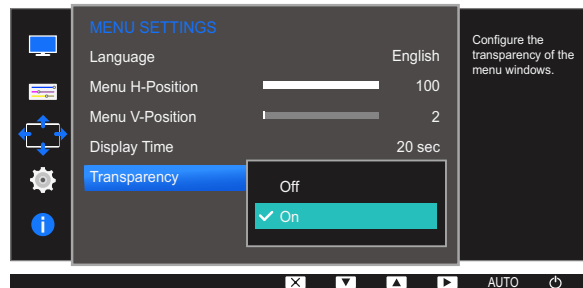 MENU SETTINGS
Language English
Menu H-Position 100
Menu V-Position 2
Display Time 20 sec
Transparency
Off
On
Configure the
transparency of the
menu windows.
AUTO